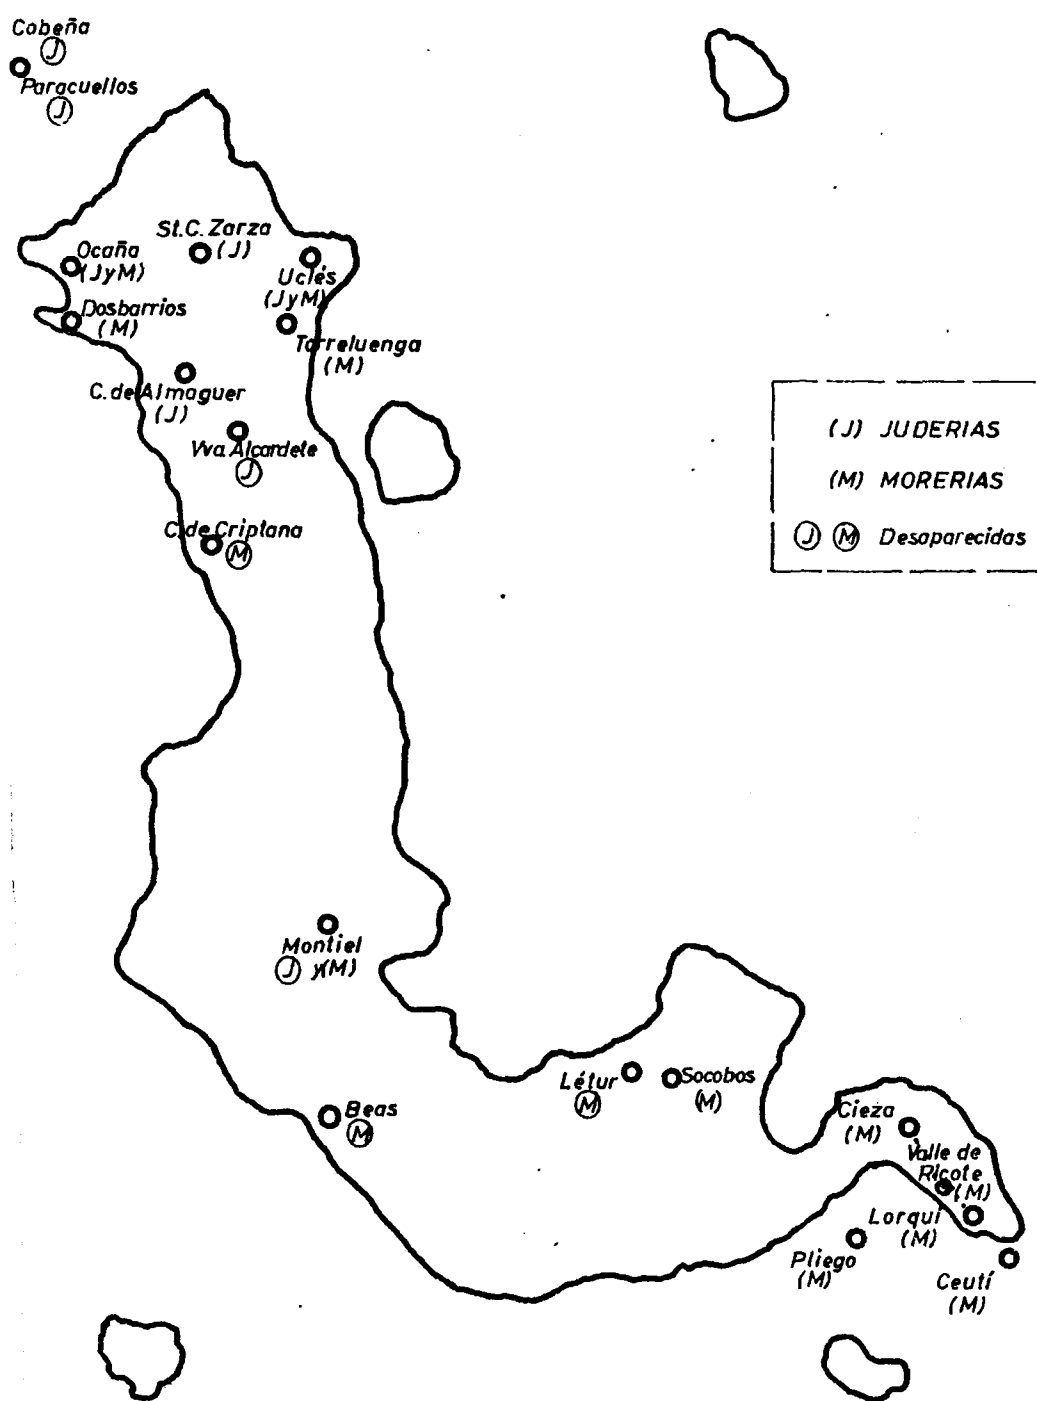 Cobeña
(J)
Paracuellos
(J)
St.C. Zarza
(J)
Ocaña
(JyM)
Uclés
(JyM)
Dosbarrios
(M)
Torreluenga
(M)
C. de Almaguer
(J)
Vva. Alcardete
(J)
C. de Criptana
(M)
(J) JUDERIAS
(M) MORERIAS
(J) (M) Desaparecidas
Montiel
(J) y(M)
Létur
(M)
Socobos
(M)
Beas
(M)
Cieza
(M)
Valle de
Ricote
(M)
Lorquí
(M)
Pliego
(M)
Ceutí
(M)